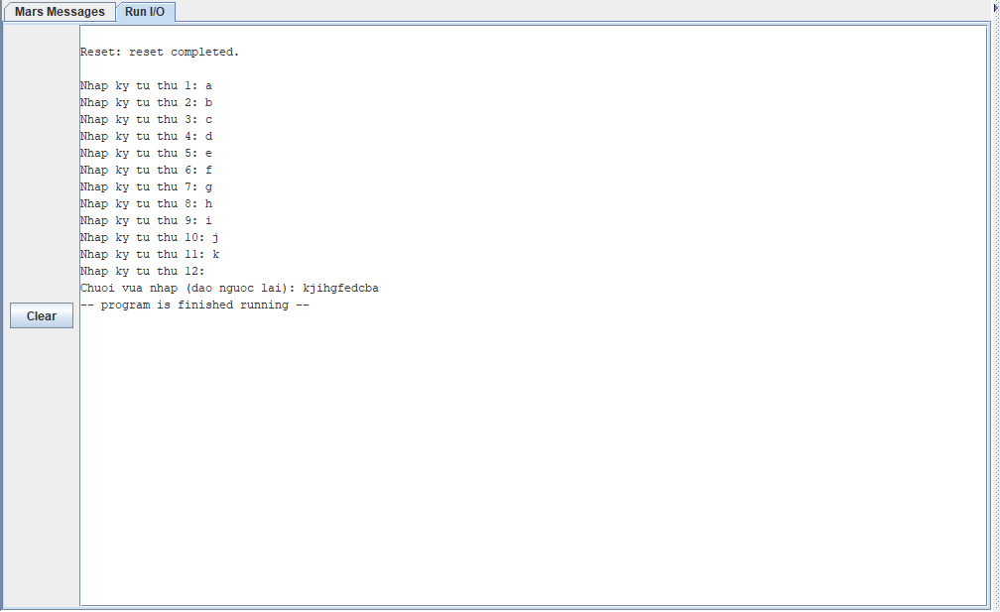 Mars Messages Run I/O
Reset: reset completed.
Nhap ky tu thu 1: a
Nhap ky tu thu 2: b
Nhap ky tu thu 3: c
Nhap ky tu thu 4: d
Nhap ky tu thu 5: e
Nhap ky tu thu 6: f
Nhap ky tu thu 7: g
Nhap ky tu thu 8: h
Nhap ky tu thu 9: i
Nhap ky tu thu 10: j
Nhap ky tu thu 11: k
Nhap ky tu thu 12:
Chuoi vua nhap (dao nguoc lai): kjihgfedcba
-- program is finished running --
Clear